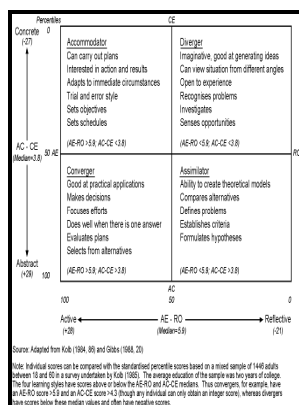 Percentiles
CE
Concrete
(-27)
0
Accommodator
Can carry out plans
Interested in action and results
Adapts to immediate circumstances
Trial and error style
Sets objectives
Sets schedules
(AE-RO >5.9; AC-CE <3.8)
Diverger
Imaginative, good at generating ideas
Can view situation from different angles
Open to experience
Recognises problems
Investigates
Senses opportunities
(AE-RO <5.9; AC-CE <3.8)
AC - CE
(Median=3.8)
50 AE
RO
Converger
Good at practical applications
Makes decisions
Focuses efforts
Does well when there is one answer
Evaluates plans
Selects from alternatives
(AE-RO >5.9; AC-CE >3.8)
Assimilator
Ability to create theoretical models
Compares alternatives
Defines problems
Establishes criteria
Formulates hypotheses
(AE-RO <5.9; AC-CE >3.8)
Abstract
(+29)
100
AC
100
50
0
Active
(+28)
AE - RO
(Median=5.9)
Reflective
(-21)
Source: Adapted from Kolb (1984, 86) and Gibbs (1988, 20)
Note: Individual scores can be compared with the standardised percentile scores based on a mixed sample of 1446 adults
between 18 and 60 in a survey undertaken by Kolb (1985). The average education of the sample was two years of college.
The four learning styles have scores above or below the AE-RO and AC-CE medians. Thus convergers, for example, have
an AE-RO score >5.9 and an AC-CE score >4.3 (though any individual can only obtain an integer score), whereas divergers
have scores below these median values and often have negative scores.